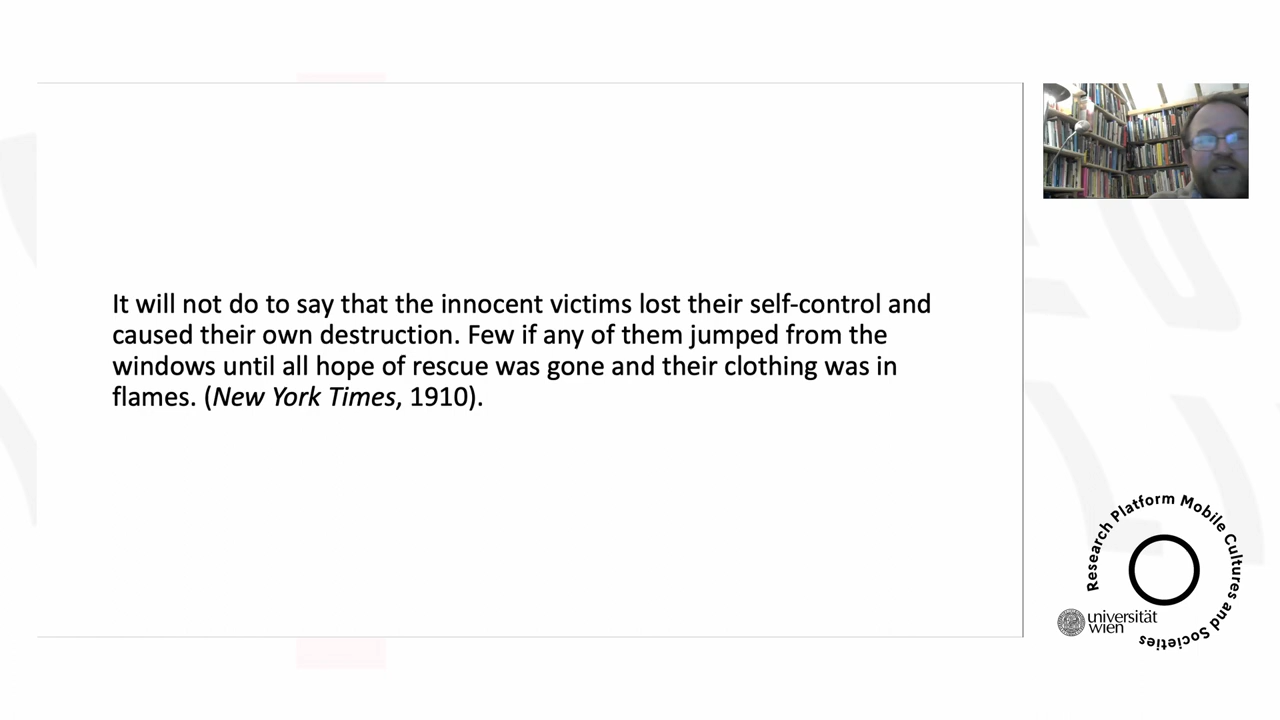 It will not do to say that the innocent victims lost their self-control and
caused their own destruction. Few if any of them jumped from the
windows until all hope of rescue was gone and their clothing was in
flames. (New York Times, 1910).
Research Platform Mobile Cultures and Societies
universität
wien